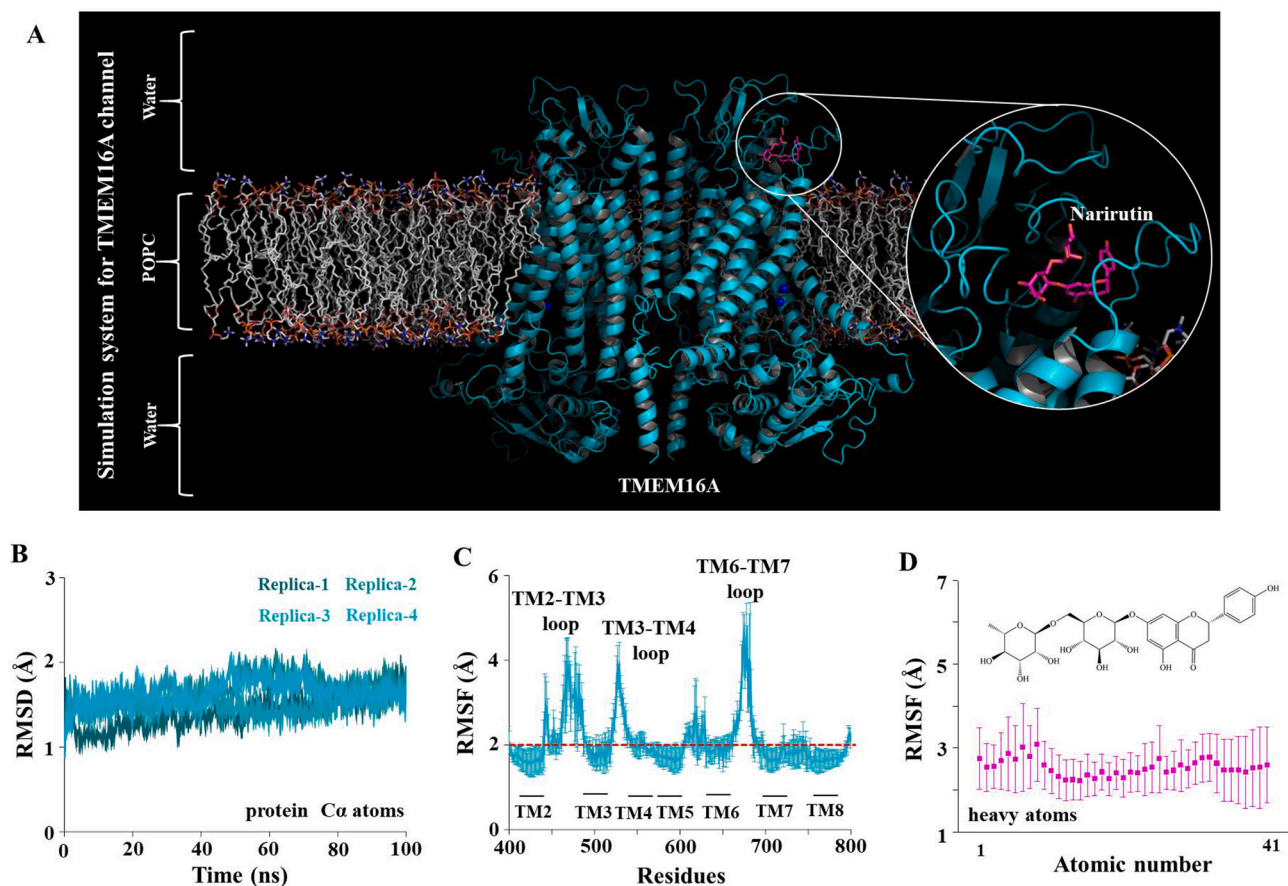 A
Simulation system for TMEM16A channel
Water
POPC
Water
Narirutin
TMEM16A
B
RMSD (Å)
3
2
1
0
Replica-1 Replica-2
Replica-3 Replica-4
protein Cα atoms
0 20 40 60 80 100
Time (ns)
C
RMSF (Å)
6
4
2
0
TM2-TM3
loop
TM3-TM4
loop
TM6-TM7
loop
TM2 TM3 TM4 TM5 TM6 TM7 TM8
400 500 600 700 800
Residues
D
RMSF (Å)
7
5
3
1
OH
O O O O O
HO OH HO OH
OH OH OH O
heavy atoms
1 41
Atomic number